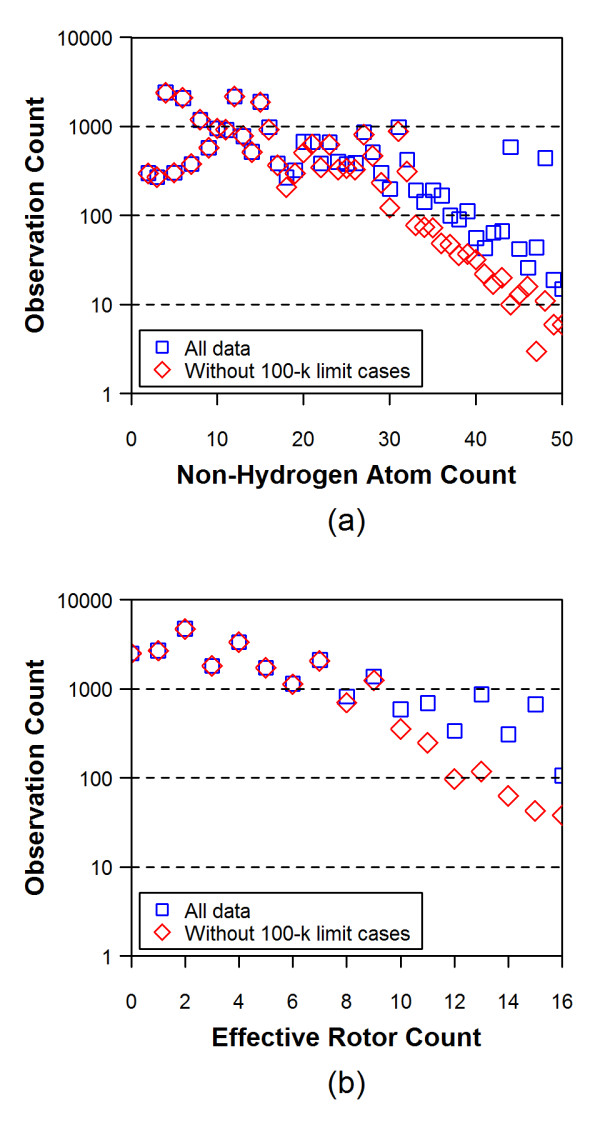 10000
1000
100
10
1
Observation Count
All data
Without 100-k limit cases
0 10 20 30 40 50
Non-Hydrogen Atom Count
(a)
10000
1000
100
10
1
Observation Count
All data
Without 100-k limit cases
0 2 4 6 8 10 12 14 16
Effective Rotor Count
(b)